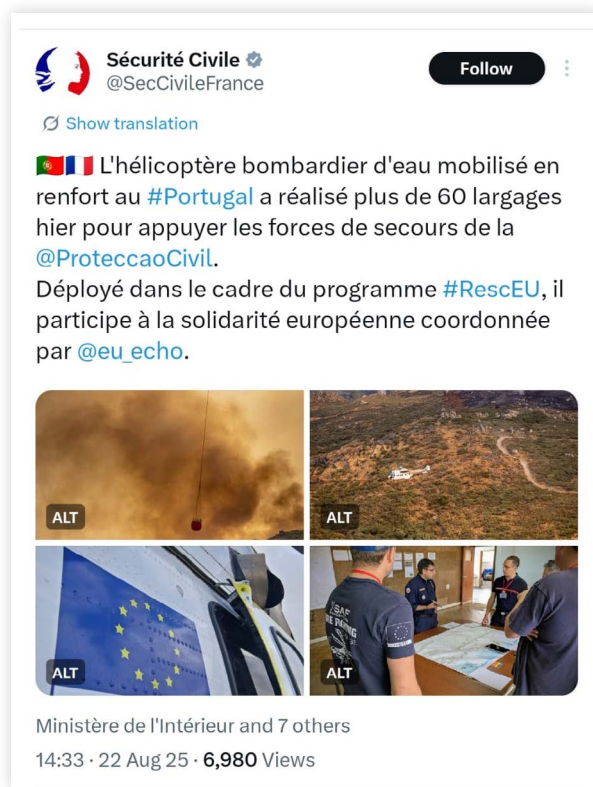 Sécurité Civile
@SecCivileFrance
Follow
Show translation
🇵🇹🇫🇷 L'hélicoptère bombardier d'eau mobilisé en
renfort au #Portugal a réalisé plus de 60 largages
hier pour appuyer les forces de secours de la
@ProteccaoCivil.
Déployé dans le cadre du programme #RescEU, il
participe à la solidarité européenne coordonnée
par @eu_echo.
ALT
ALT
ALT
ALT
Ministère de l'Intérieur and 7 others
14:33 · 22 Aug 25 · 6,980 Views